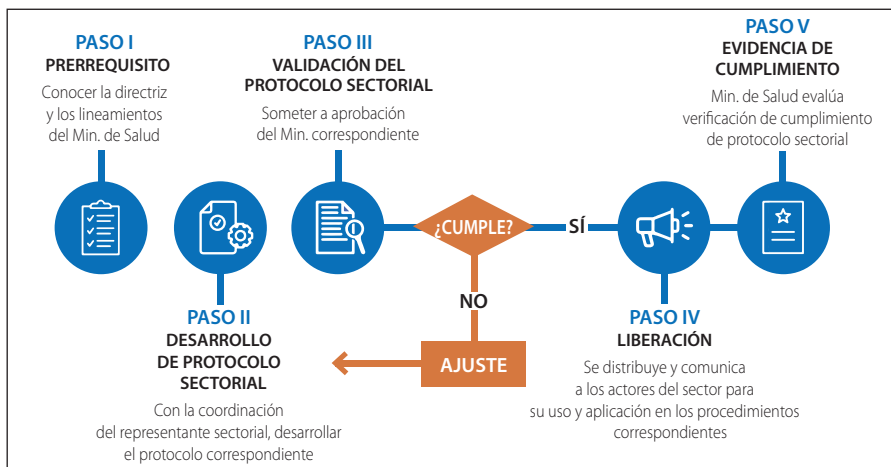 PASO I
PRERREQUISITO
Conocer la directriz
y los lineamientos
del Min. de Salud
PASO II
DESARROLLO
DE PROTOCOLO
SECTORIAL
Con la coordinación
del representante sectorial, desarrollar
el protocolo correspondiente
PASO III
VALIDACIÓN DEL
PROTOCOLO SECTORIAL
Someter a aprobación
del Min. correspondiente
¿CUMPLE?
SÍ
NO
AJUSTE
PASO IV
LIBERACIÓN
Se distribuye y comunica
a los actores del sector para
su uso y aplicación en los procedimientos
correspondientes
PASO V
EVIDENCIA DE
CUMPLIMIENTO
Min. de Salud evalúa
verificación de cumplimiento
de protocolo sectorial